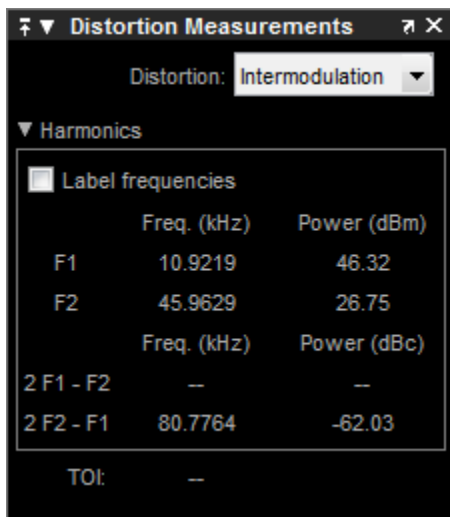 Distortion Measurements
Distortion: Intermodulation
Harmonics
Label frequencies
Freq. (kHz) Power (dBm)
F1 10.9219 46.32
F2 45.9629 26.75
Freq. (kHz) Power (dBc)
2 F1 - F2 -- --
2 F2 - F1 80.7764 -62.03
TOI: --